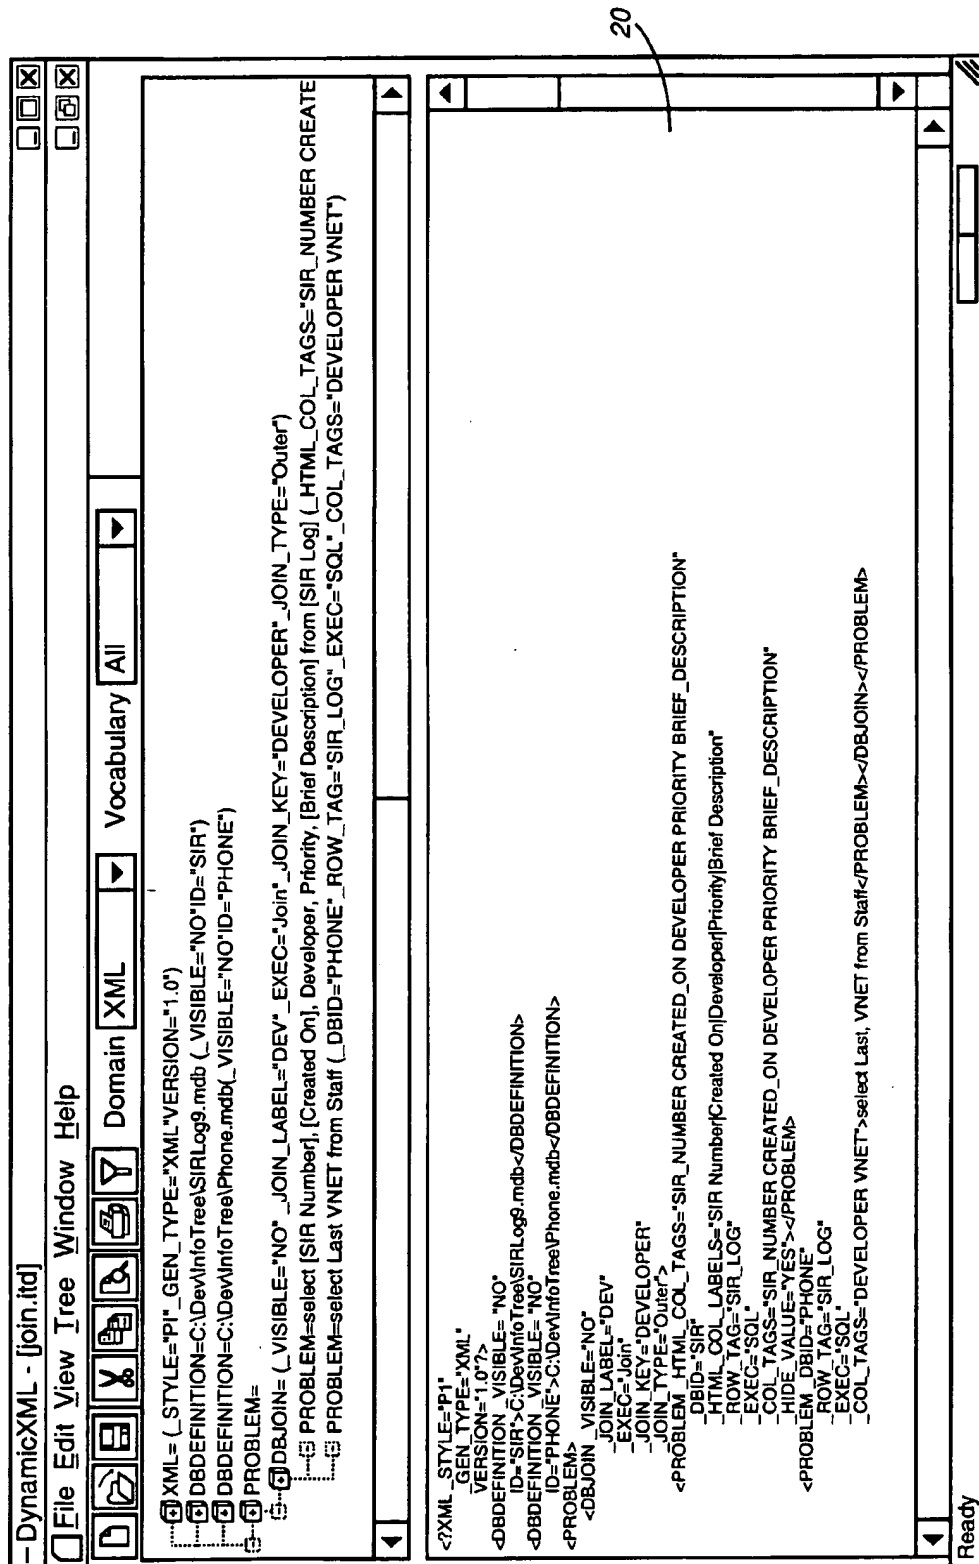 DynamicXML - [join.itd]
File Edit View Tree Window Help
Domain XML Vocabulary All
XML= (_STYLE="PI"_GEN_TYPE="XML"VERSION="1.0")
DBDEFINITION=C:\Dev\InfoTree\SIRLog9.mdb (_VISIBLE="NO"ID="SIR")
DBDEFINITION=C:\Dev\InfoTree\Phone.mdb(_VISIBLE="NO"ID="PHONE")
PROBLEM=
DBJOIN= (_VISIBLE="NO" _JOIN_LABEL="DEV"_EXEC="Join"_JOIN_KEY="DEVELOPER"_JOIN_TYPE="Outer")
PROBLEM=select [SIR Number], [Created On], Developer, Priority, [Brief Description] from [SIR Log] (_HTML_COL_TAGS="SIR_NUMBER CREATE
PROBLEM=select Last VNET from Staff (_DBID="PHONE"_ROW_TAG="SIR_LOG"_EXEC="SQL"_COL_TAGS="DEVELOPER VNET")
<?XML _STYLE="P1"
_GEN_TYPE="XML"
VERSION="1.0"?>
<DBDEFINITION _VISIBLE= "NO"
ID="SIR">C:\Dev\InfoTree\SIRLog9.mdb</DBDEFINITION>
<DBDEFINITION _VISIBLE= "NO"
ID="PHONE">C:\Dev\InfoTree\Phone.mdb</DBDEFINITION>
<PROBLEM>
<DBJOIN _VISIBLE="NO"
_JOIN_LABEL="DEV"
_EXEC="Join"
_JOIN_KEY="DEVELOPER"
_JOIN_TYPE="Outer">
<PROBLEM _HTML_COL_TAGS="SIR_NUMBER CREATED_ON DEVELOPER PRIORITY BRIEF_DESCRIPTION"
_DBID="SIR"
_HTML_COL_LABELS="SIR Number|Created On|Developer|Priority|Brief Description"
_ROW_TAG="SIR_LOG"
_EXEC="SQL"
_COL_TAGS="SIR_NUMBER CREATED_ON DEVELOPER PRIORITY BRIEF_DESCRIPTION"
_HIDE_VALUE="YES"></PROBLEM>
<PROBLEM _DBID="PHONE"
_ROW_TAG="SIR_LOG"
_EXEC="SQL"
_COL_TAGS="DEVELOPER VNET">select Last, VNET from Staff</PROBLEM></DBJOIN></PROBLEM>
20
Ready